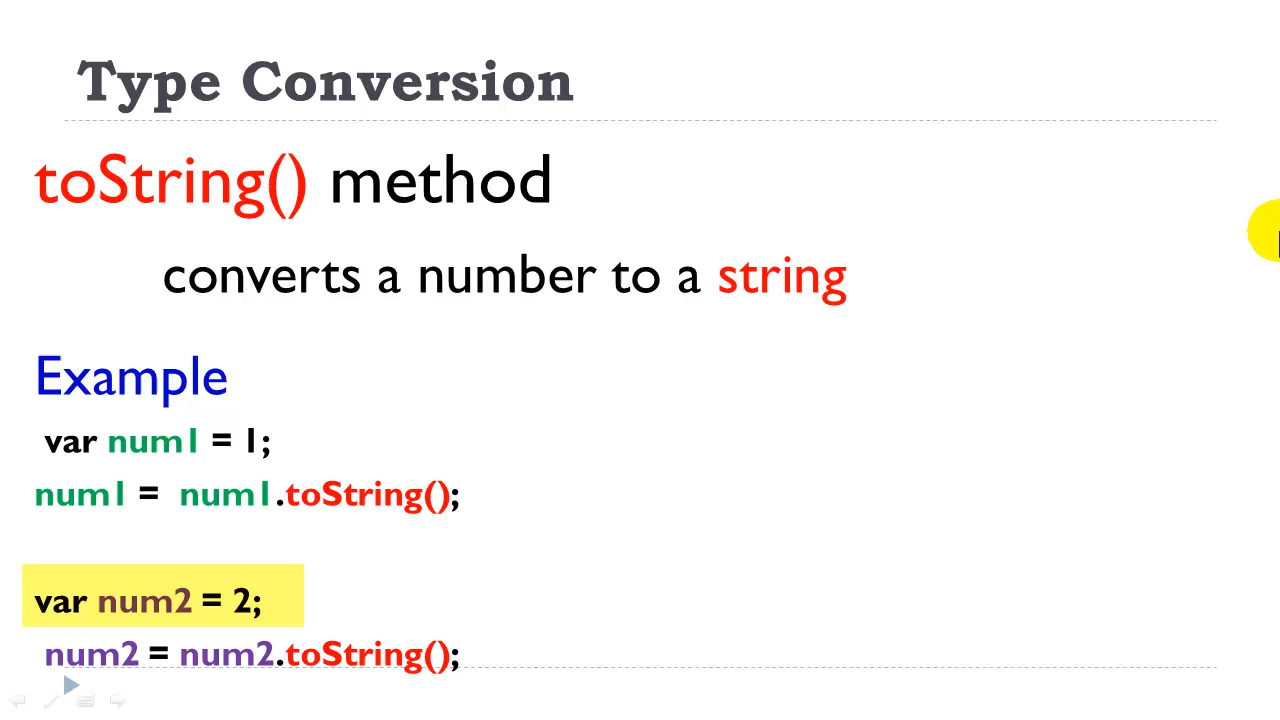 Type Conversion
toString() method
converts a number to a string
Example
var num1 = 1;
num1 = num1.toString();
var num2 = 2;
num2 = num2.toString();